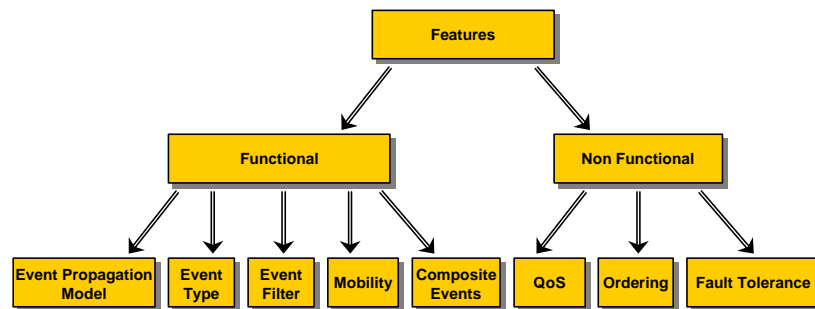 Features
Functional
Non Functional
Event Propagation
Model
Event
Type
Event
Filter
Mobility
Composite
Events
QoS
Ordering
Fault Tolerance